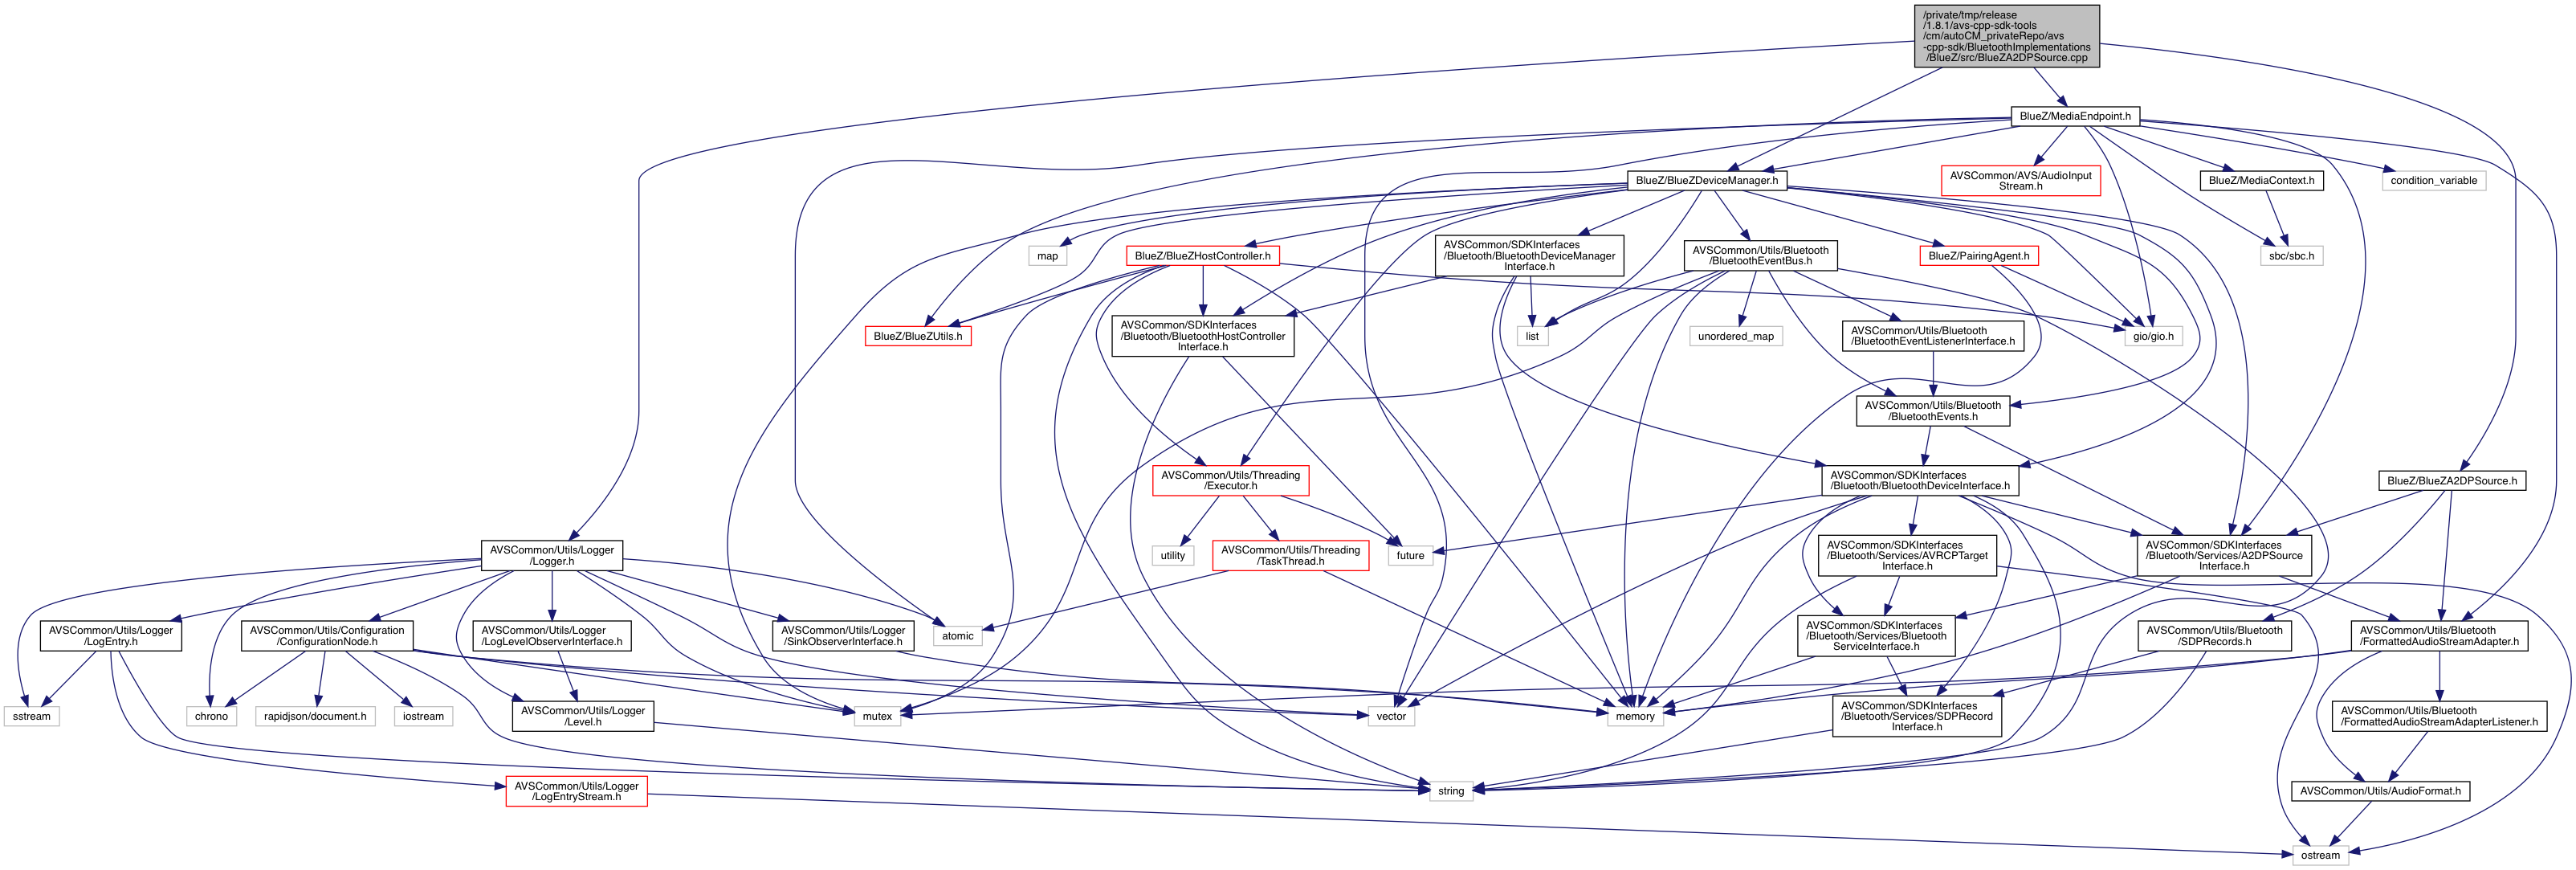 /private/tmp/release
/1.8.1/avs-cpp-sdk-tools
/cm/autoCM_privateRepo/avs
-cpp-sdk/BluetoothImplementations
/BlueZ/src/BlueZA2DPSource.cpp
BlueZ/MediaEndpoint.h
BlueZ/BlueZDeviceManager.h
AVSCommon/AVS/AudioInput
Stream.h
BlueZ/MediaContext.h
condition_variable
map
BlueZ/BlueZHostController.h
AVSCommon/SDKInterfaces
/Bluetooth/BluetoothDeviceManager
Interface.h
AVSCommon/Utils/Bluetooth
/BluetoothEventBus.h
BlueZ/PairingAgent.h
sbc/sbc.h
BlueZ/BlueZUtils.h
AVSCommon/SDKInterfaces
/Bluetooth/BluetoothHostController
Interface.h
list
unordered_map
AVSCommon/Utils/Bluetooth
/BluetoothEventListenerInterface.h
gio/gio.h
AVSCommon/Utils/Bluetooth
/BluetoothEvents.h
AVSCommon/Utils/Threading
/Executor.h
AVSCommon/SDKInterfaces
/Bluetooth/BluetoothDeviceInterface.h
BlueZ/BlueZA2DPSource.h
AVSCommon/Utils/Logger
/Logger.h
utility
AVSCommon/Utils/Threading
/TaskThread.h
future
AVSCommon/SDKInterfaces
/Bluetooth/Services/AVRCPTarget
Interface.h
AVSCommon/SDKInterfaces
/Bluetooth/Services/A2DPSource
Interface.h
AVSCommon/Utils/Logger
/LogEntry.h
AVSCommon/Utils/Configuration
/ConfigurationNode.h
AVSCommon/Utils/Logger
/LogLevelObserverInterface.h
AVSCommon/Utils/Logger
/SinkObserverInterface.h
atomic
AVSCommon/SDKInterfaces
/Bluetooth/Services/Bluetooth
ServiceInterface.h
AVSCommon/Utils/Bluetooth
/SDPRecords.h
AVSCommon/Utils/Bluetooth
/FormattedAudioStreamAdapter.h
sstream
chrono
rapidjson/document.h
iostream
AVSCommon/Utils/Logger
/Level.h
mutex
vector
memory
AVSCommon/SDKInterfaces
/Bluetooth/Services/SDPRecord
Interface.h
AVSCommon/Utils/Bluetooth
/FormattedAudioStreamAdapterListener.h
AVSCommon/Utils/Logger
/LogEntryStream.h
string
AVSCommon/Utils/AudioFormat.h
ostream